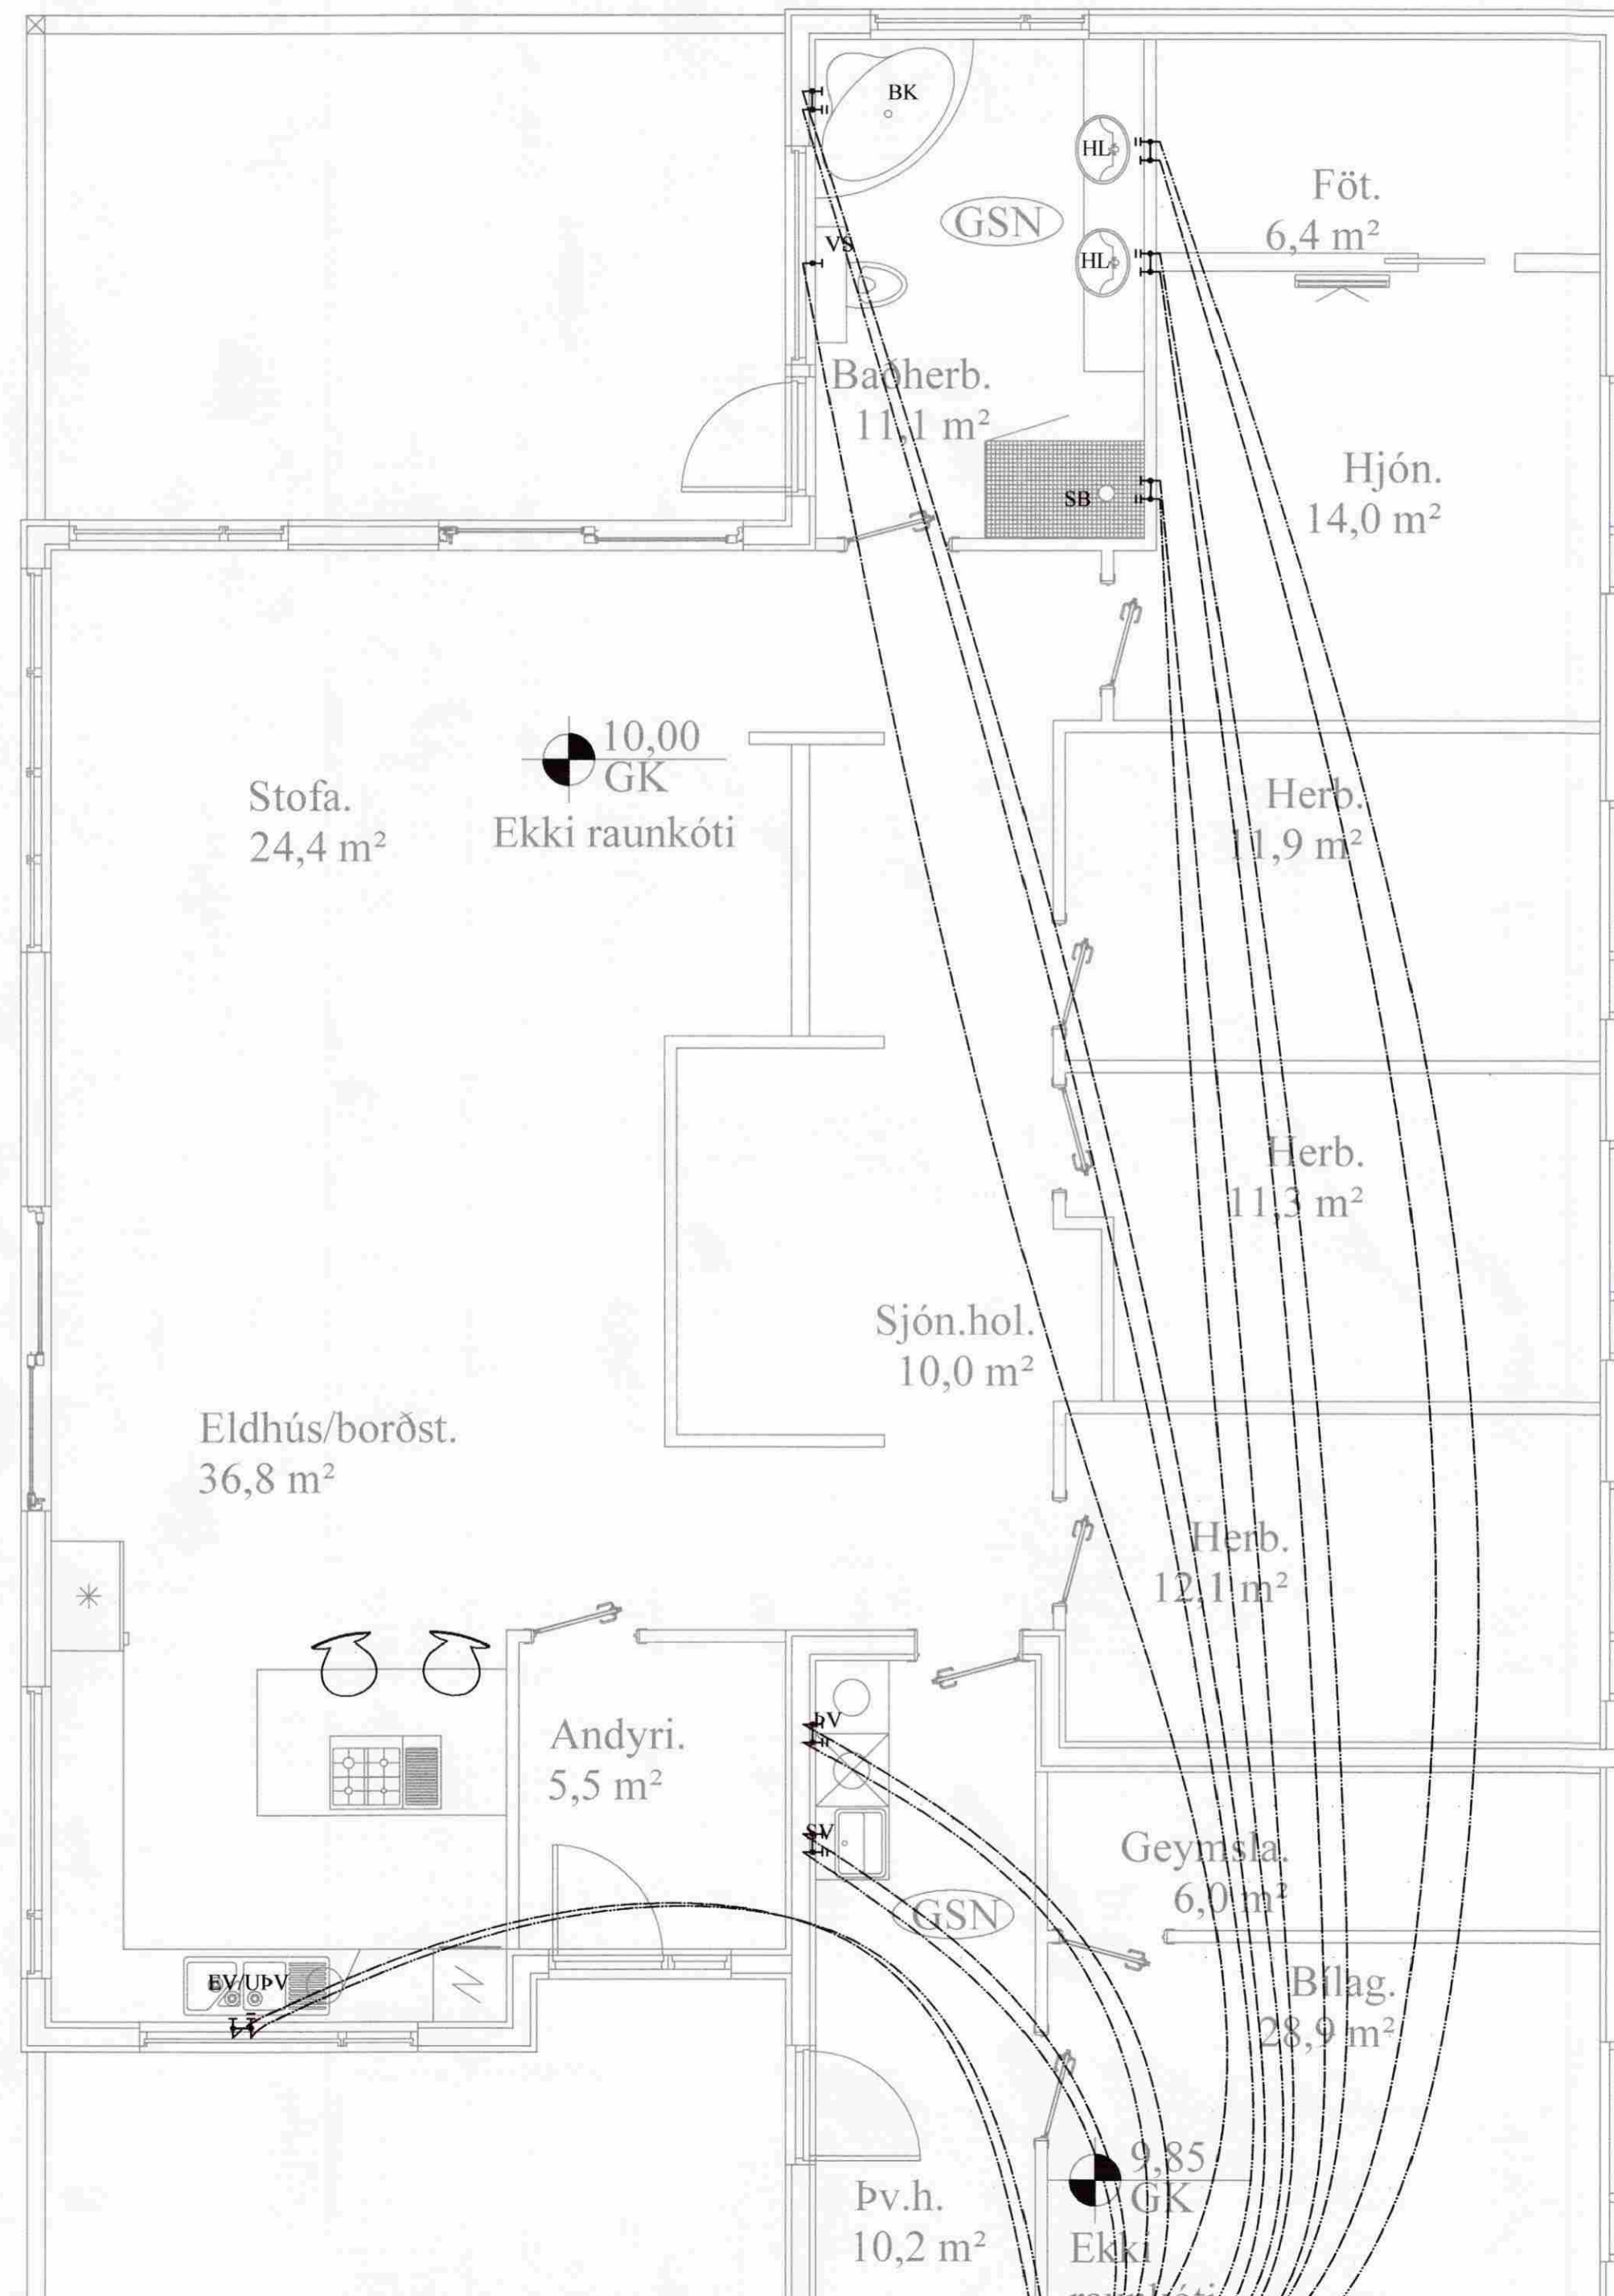 BK
HL
Föt.
6,4 m²
GSN
VS
HL
Baðherb.
11,1 m²
Hjón.
14,0 m²
SB
10,00
GK
Ekki raunkóti
Stofa.
24,4 m²
Herb.
11,9 m²
Herb.
11,3 m²
Sjón.hol.
10,0 m²
Eldhús/borðst.
36,8 m²
Herb.
12,1 m²
ÞV
Andyri.
5,5 m²
SV
Geymsla.
6,0 m²
GSN
EV/UÞV
Bílag.
28,9 m²
9,85
GK
Þv.h.
10,2 m²
Ekki
raunkóti